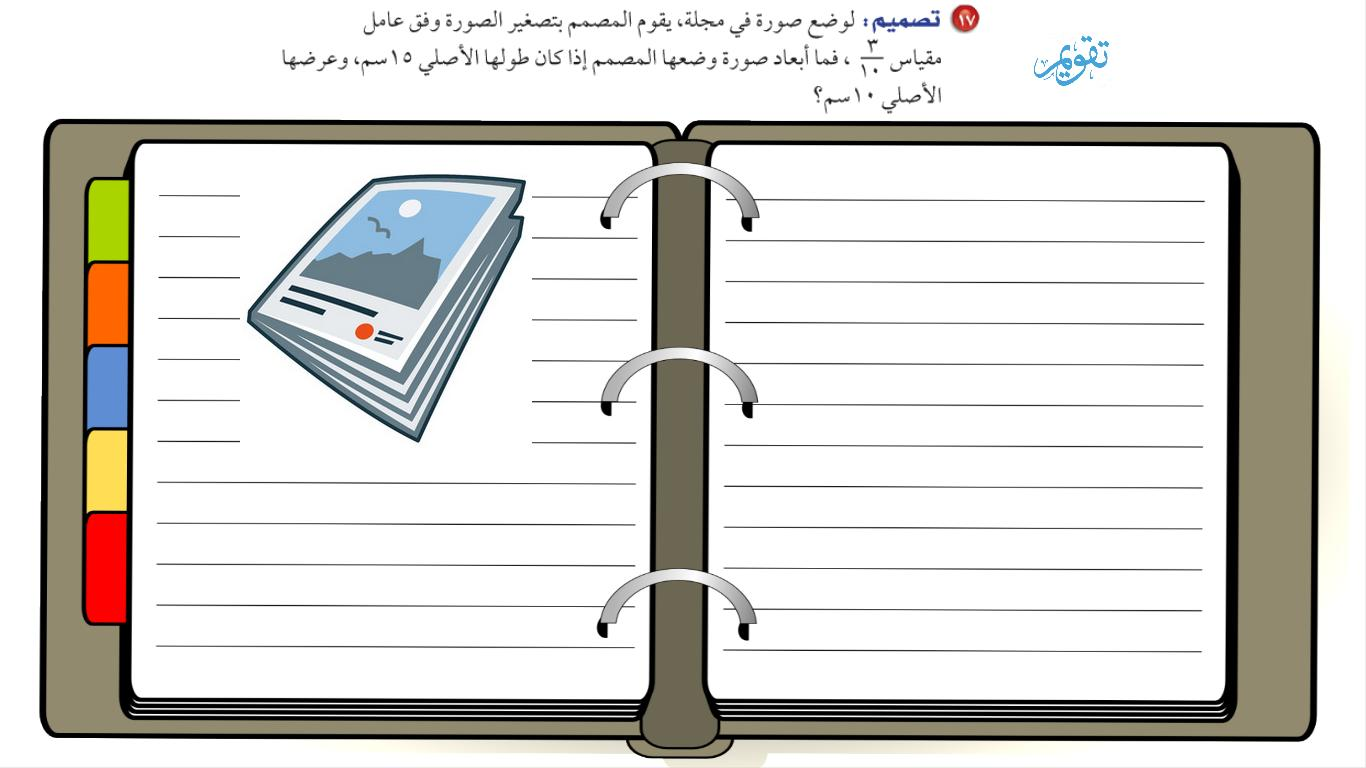 ١٧ تصميم: لوضع صورة في مجلة، يقوم المصمم بتصغير الصورة وفق عامل
مقياس ٣/١٠ ، فما أبعاد صورة وضعها المصمم إذا كان طولها الأصلي ١٥سم، وعرضها
الأصلي ١٠سم؟
تقويم